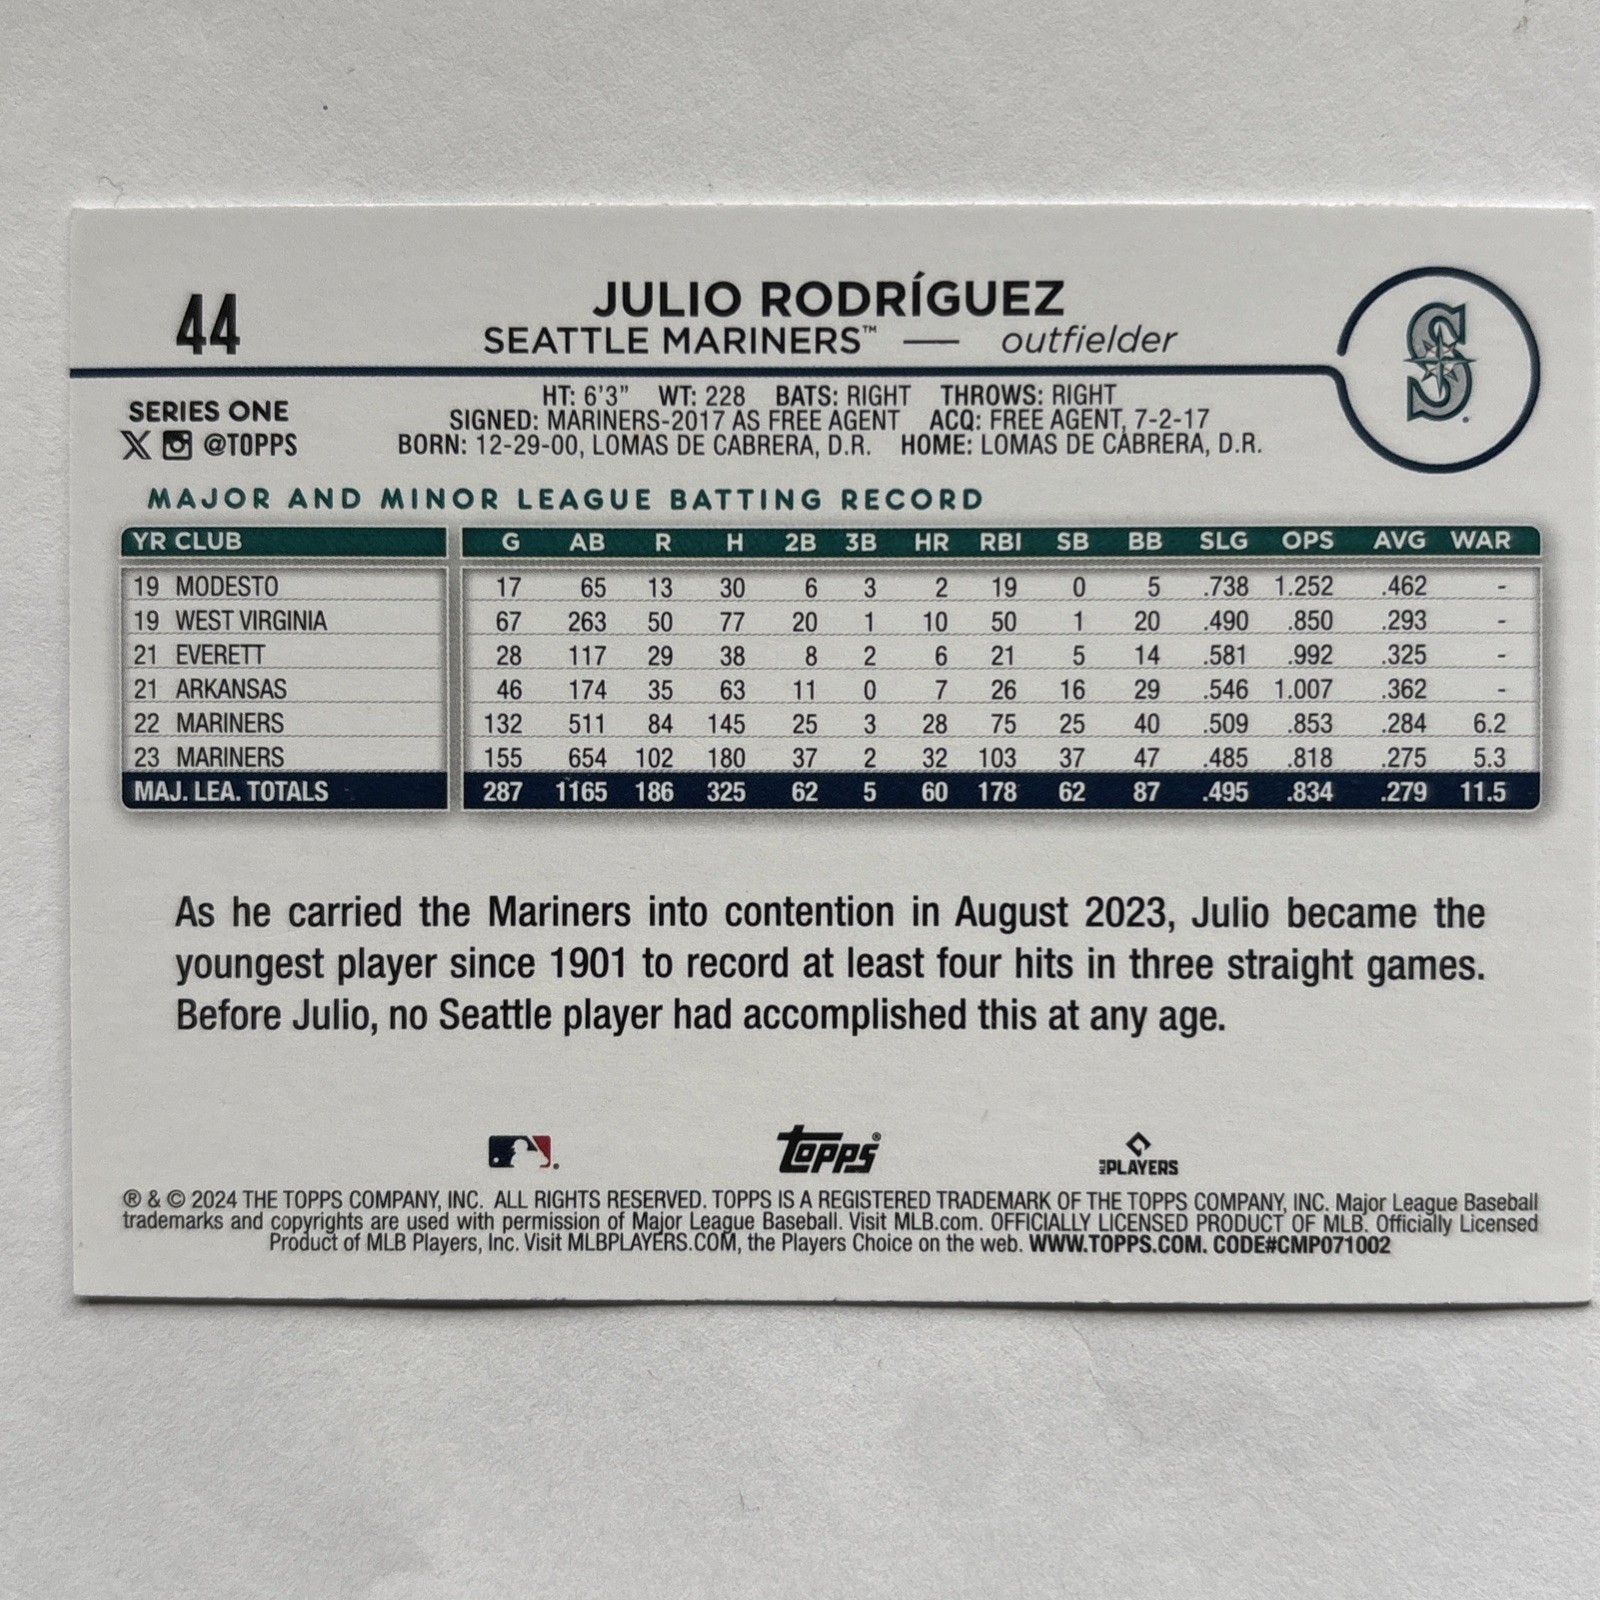 44
JULIO RODRÍGUEZ
SEATTLE MARINERS™ — outfielder
S
SERIES ONE
X @TOPPS
HT: 6'3" WT: 228 BATS: RIGHT THROWS: RIGHT
SIGNED: MARINERS-2017 AS FREE AGENT ACQ: FREE AGENT, 7-2-17
BORN: 12-29-00, LOMAS DE CABRERA, D.R. HOME: LOMAS DE CABRERA, D.R.
MAJOR AND MINOR LEAGUE BATTING RECORD
YR CLUB G AB R H 2B 3B HR RBI SB BB SLG OPS AVG WAR
19 MODESTO 17 65 13 30 6 3 2 19 0 5 .738 1.252 .462 -
19 WEST VIRGINIA 67 263 50 77 20 1 10 50 1 20 .490 .850 .293 -
21 EVERETT 28 117 29 38 8 2 6 21 5 14 .581 .992 .325 -
21 ARKANSAS 46 174 35 63 11 0 7 26 16 29 .546 1.007 .362 -
22 MARINERS 132 511 84 145 25 3 28 75 25 40 .509 .853 .284 6.2
23 MARINERS 155 654 102 180 37 2 32 103 37 47 .485 .818 .275 5.3
MAJ. LEA. TOTALS 287 1165 186 325 62 5 60 178 62 87 .495 .834 .279 11.5
As he carried the Mariners into contention in August 2023, Julio became the
youngest player since 1901 to record at least four hits in three straight games.
Before Julio, no Seattle player had accomplished this at any age.
topps®
MLB PLAYERS
® & © 2024 THE TOPPS COMPANY, INC. ALL RIGHTS RESERVED. TOPPS IS A REGISTERED TRADEMARK OF THE TOPPS COMPANY, INC. Major League Baseball
trademarks and copyrights are used with permission of Major League Baseball. Visit MLB.com. OFFICIALLY LICENSED PRODUCT OF MLB. Officially Licensed
Product of MLB Players, Inc. Visit MLBPLAYERS.COM, the Players Choice on the web. WWW.TOPPS.COM. CODE#CMP071002